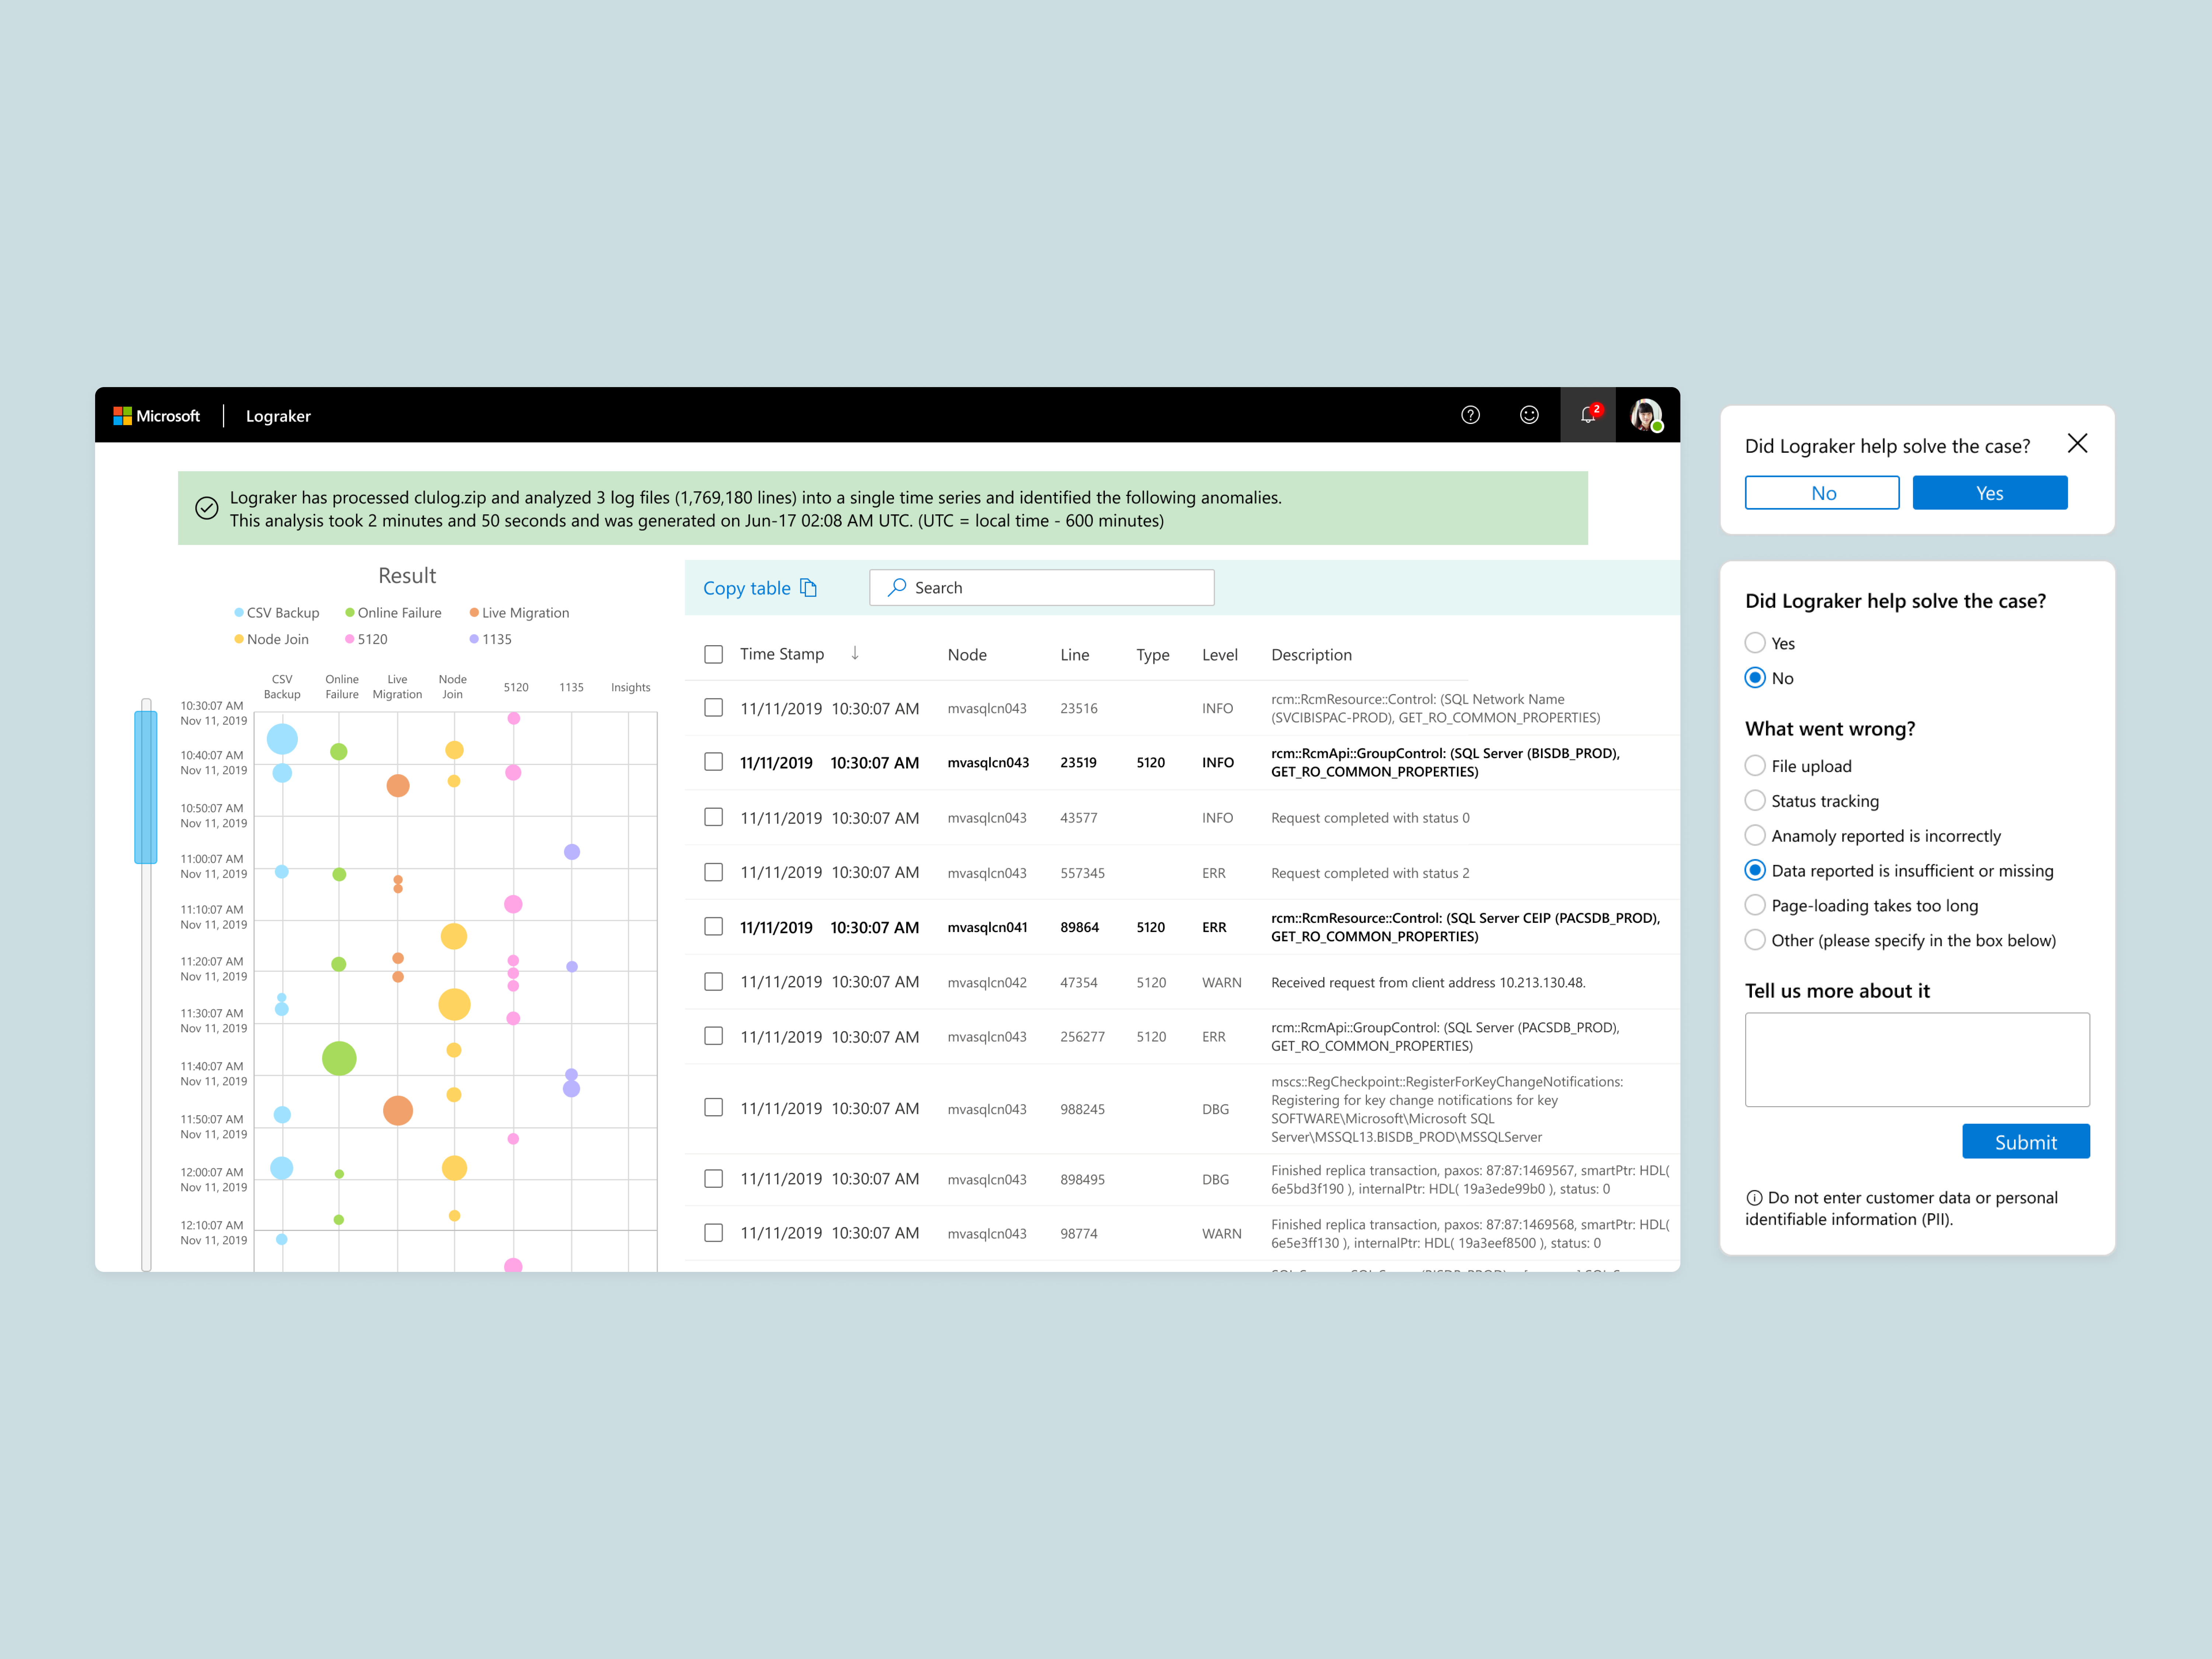 Microsoft | Lograker
2
Lograker has processed clulog.zip and analyzed 3 log files (1,769,180 lines) into a single time series and identified the following anomalies.
This analysis took 2 minutes and 50 seconds and was generated on Jun-17 02:08 AM UTC. (UTC = local time - 600 minutes)
Result
CSV Backup Online Failure Live Migration
Node Join 5120 1135
CSV Backup
Online Failure
Live Migration
Node Join
5120
1135
Insights
10:30:07 AM
Nov 11, 2019
10:40:07 AM
Nov 11, 2019
10:50:07 AM
Nov 11, 2019
11:00:07 AM
Nov 11, 2019
11:10:07 AM
Nov 11, 2019
11:20:07 AM
Nov 11, 2019
11:30:07 AM
Nov 11, 2019
11:40:07 AM
Nov 11, 2019
11:50:07 AM
Nov 11, 2019
12:00:07 AM
Nov 11, 2019
12:10:07 AM
Nov 11, 2019
Copy table Search
Time Stamp Node Line Type Level Description
11/11/2019 10:30:07 AM mvasqlcn043 23516 INFO rcm::RcmResource::Control: (SQL Network Name
(SVCIBISPAC-PROD), GET_RO_COMMON_PROPERTIES)
11/11/2019 10:30:07 AM mvasqlcn043 23519 5120 INFO rcm::RcmApi::GroupControl: (SQL Server (BISDB_PROD),
GET_RO_COMMON_PROPERTIES)
11/11/2019 10:30:07 AM mvasqlcn043 43577 INFO Request completed with status 0
11/11/2019 10:30:07 AM mvasqlcn043 557345 ERR Request completed with status 2
11/11/2019 10:30:07 AM mvasqlcn041 89864 5120 ERR rcm::RcmResource::Control: (SQL Server CEIP (PACSDB_PROD),
GET_RO_COMMON_PROPERTIES)
11/11/2019 10:30:07 AM mvasqlcn042 47354 5120 WARN Received request from client address 10.213.130.48.
11/11/2019 10:30:07 AM mvasqlcn043 256277 5120 ERR rcm::RcmApi::GroupControl: (SQL Server (PACSDB_PROD),
GET_RO_COMMON_PROPERTIES)
11/11/2019 10:30:07 AM mvasqlcn043 988245 DBG mscs::RegCheckpoint::RegisterForKeyChangeNotifications:
Registering for key change notifications for key
SOFTWARE\Microsoft\Microsoft SQL
Server\MSSQL13.BISDB_PROD\MSSQLServer
11/11/2019 10:30:07 AM mvasqlcn043 898495 DBG Finished replica transaction, paxos: 87:87:1469567, smartPtr: HDL(
6e5bd3f190 ), internalPtr: HDL( 19a3ede99b0 ), status: 0
11/11/2019 10:30:07 AM mvasqlcn043 98774 WARN Finished replica transaction, paxos: 87:87:1469568, smartPtr: HDL(
6e5e3ff130 ), internalPtr: HDL( 19a3eef8500 ), status: 0
Did Lograker help solve the case?
No Yes
Did Lograker help solve the case?
Yes
No
What went wrong?
File upload
Status tracking
Anamoly reported is incorrectly
Data reported is insufficient or missing
Page-loading takes too long
Other (please specify in the box below)
Tell us more about it
Submit
Do not enter customer data or personal
identifiable information (PII).